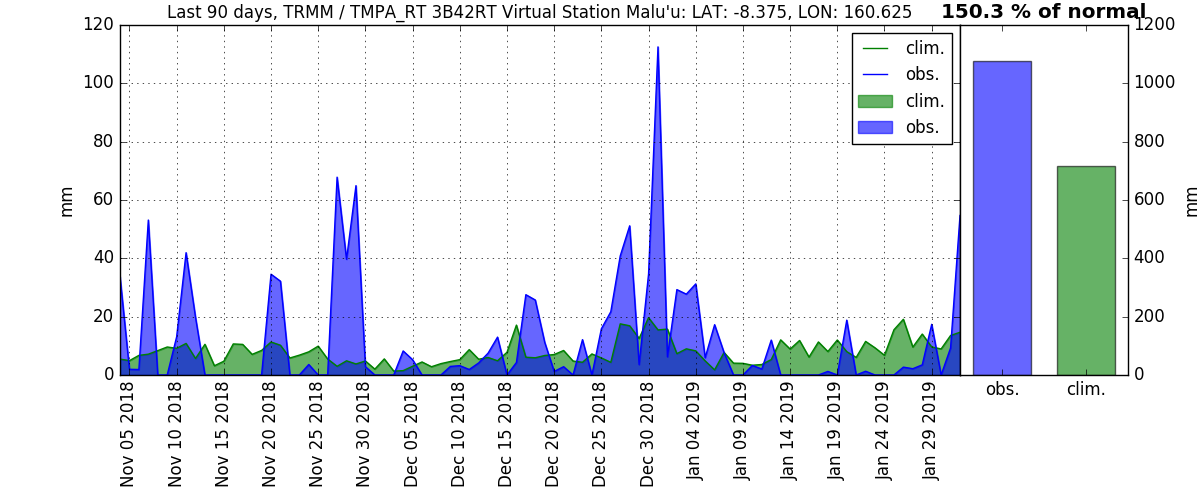 Last 90 days, TRMM / TMPA_RT 3B42RT Virtual Station Malu'u: LAT: -8.375, LON: 160.625
150.3 % of normal
120
100
80
60
40
20
0
mm
clim.
obs.
clim.
obs.
1200
1000
800
600
400
200
0
mm
Nov 05 2018
Nov 10 2018
Nov 15 2018
Nov 20 2018
Nov 25 2018
Nov 30 2018
Dec 05 2018
Dec 10 2018
Dec 15 2018
Dec 20 2018
Dec 25 2018
Dec 30 2018
Jan 04 2019
Jan 09 2019
Jan 14 2019
Jan 19 2019
Jan 24 2019
Jan 29 2019
obs.
clim.